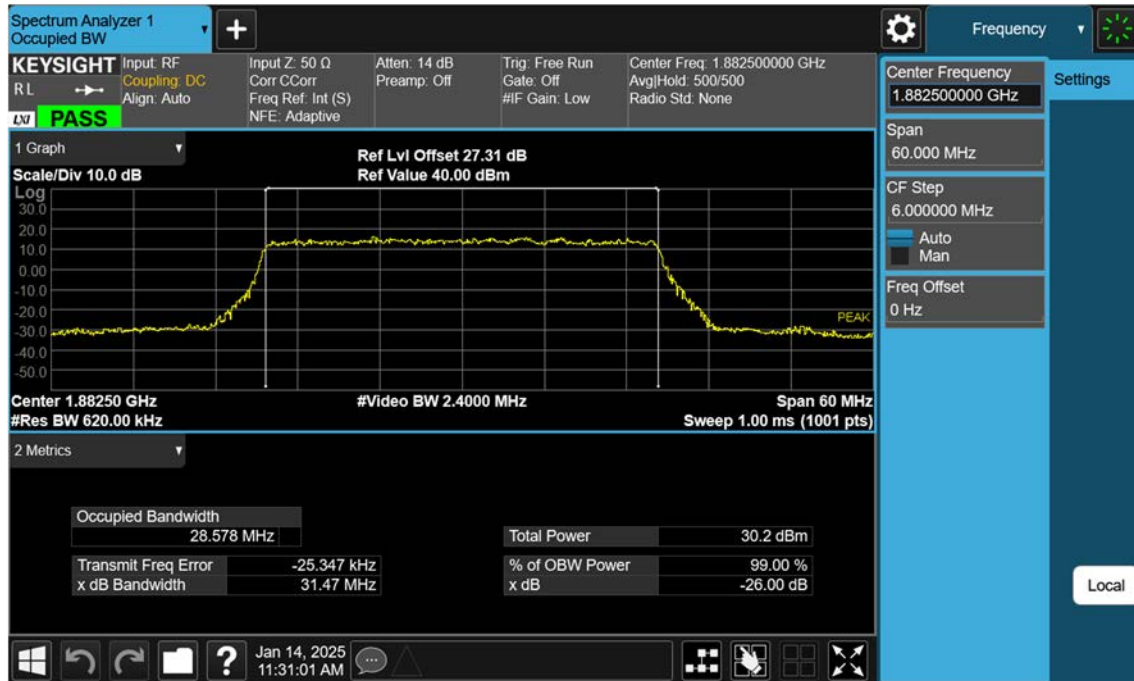 Spectrum Analyzer 1
Occupied BW
+
Frequency
KEYSIGHT
R L
LXI PASS
Input: RF
Coupling: DC
Align: Auto
Input Z: 50 Ω
Corr CCorr
Freq Ref: Int (S)
NFE: Adaptive
Atten: 14 dB
Preamp: Off
Trig: Free Run
Gate: Off
#IF Gain: Low
Center Freq: 1.882500000 GHz
Avg|Hold: 500/500
Radio Std: None
1 Graph
Scale/Div 10.0 dB
Ref Lvl Offset 27.31 dB
Ref Value 40.00 dBm
Log
30.0
20.0
10.0
0.00
-10.0
-20.0
-30.0
-40.0
-50.0
PEAK
Center 1.88250 GHz
#Video BW 2.4000 MHz
Span 60 MHz
#Res BW 620.00 kHz
Sweep 1.00 ms (1001 pts)
2 Metrics
Occupied Bandwidth
28.578 MHz
Total Power 30.2 dBm
Transmit Freq Error -25.347 kHz
% of OBW Power 99.00 %
x dB Bandwidth 31.47 MHz
x dB -26.00 dB
Center Frequency
1.882500000 GHz
Settings
Span
60.000 MHz
CF Step
6.000000 MHz
Auto
Man
Freq Offset
0 Hz
Local
?
Jan 14, 2025
11:31:01 AM